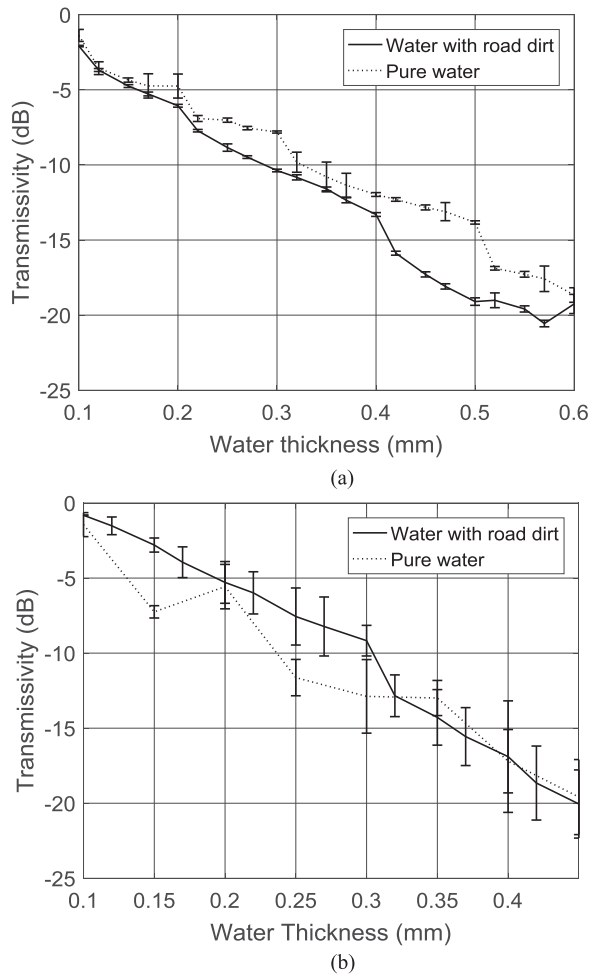 0
-5
-10
-15
-20
-25
Transmissivity (dB)
Water with road dirt
Pure water
0.1 0.2 0.3 0.4 0.5 0.6
Water thickness (mm)
(a)
0
-5
-10
-15
-20
-25
Transmissivity (dB)
Water with road dirt
Pure water
0.1 0.15 0.2 0.25 0.3 0.35 0.4
Water Thickness (mm)
(b)